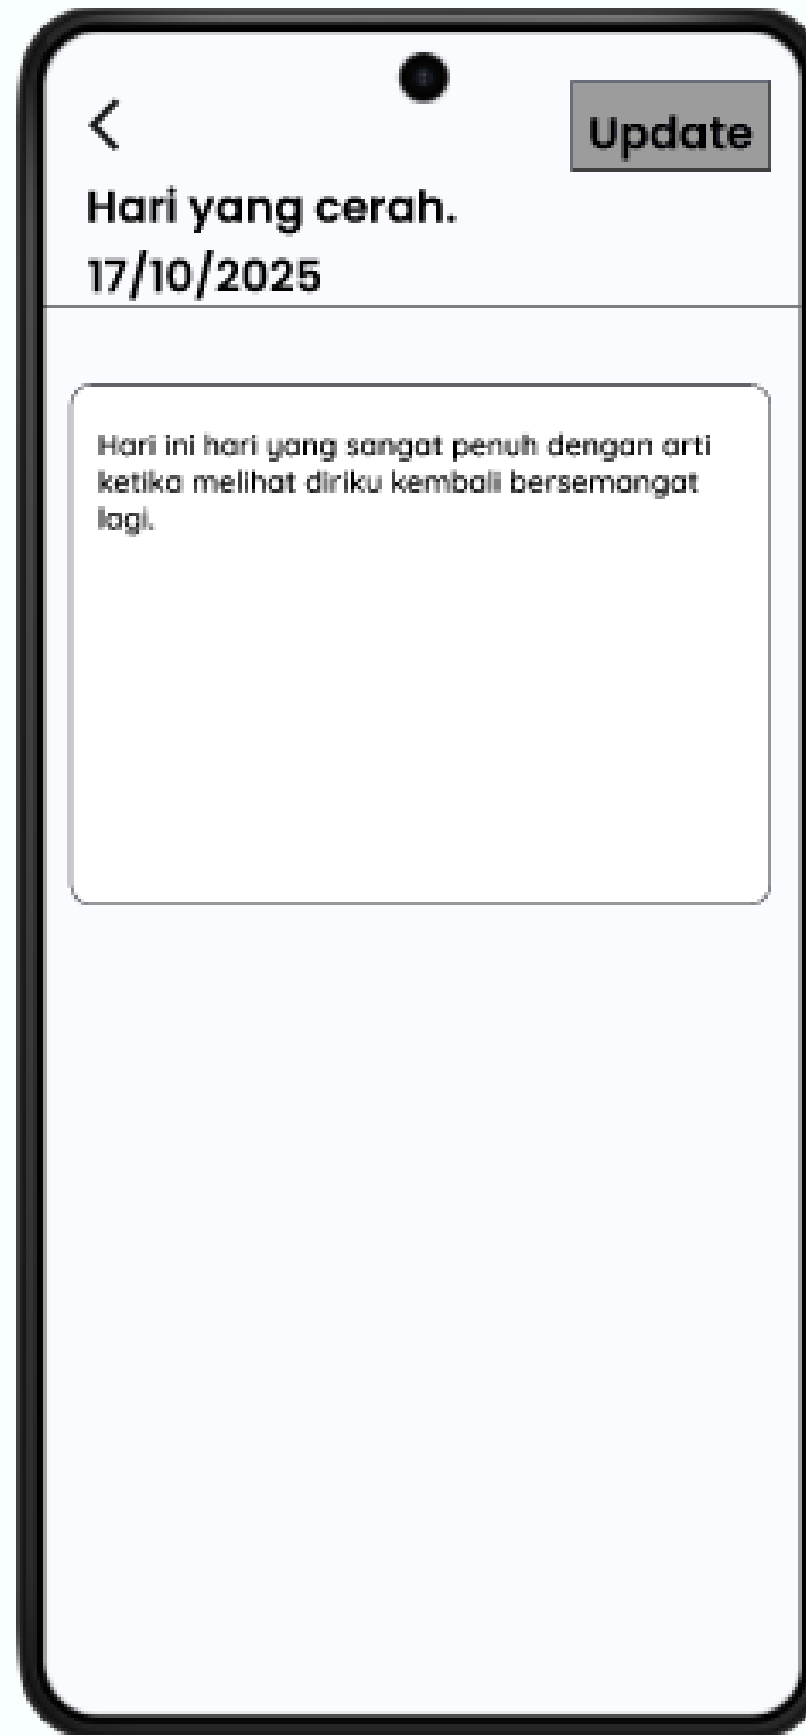 Update
Hari yang cerah.
17/10/2025
Hari ini hari yang sangat penuh dengan arti
ketika melihat diriku kembali bersemangat
lagi.